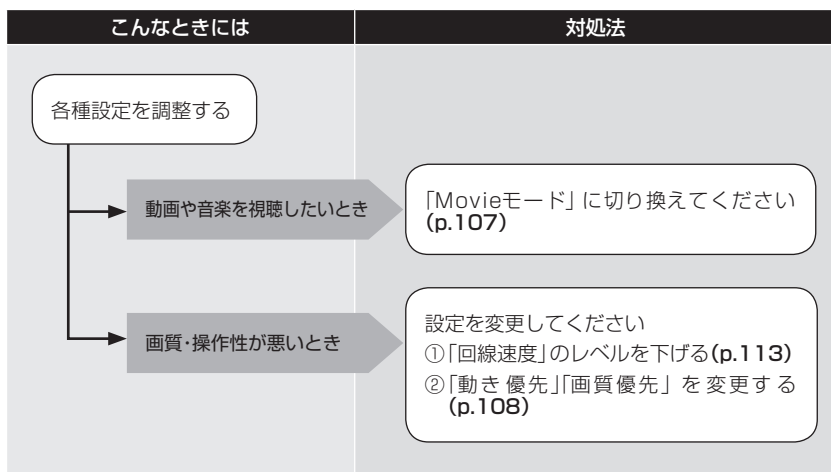 こんなときには
対処法
各種設定を調整する
動画や音楽を視聴したいとき
「Movieモード」に切り換えてください
(p.107)
画質・操作性が悪いとき
設定を変更してください
①「回線速度」のレベルを下げる(p.113)
②「動き優先」「画質優先」を変更する
(p.108)